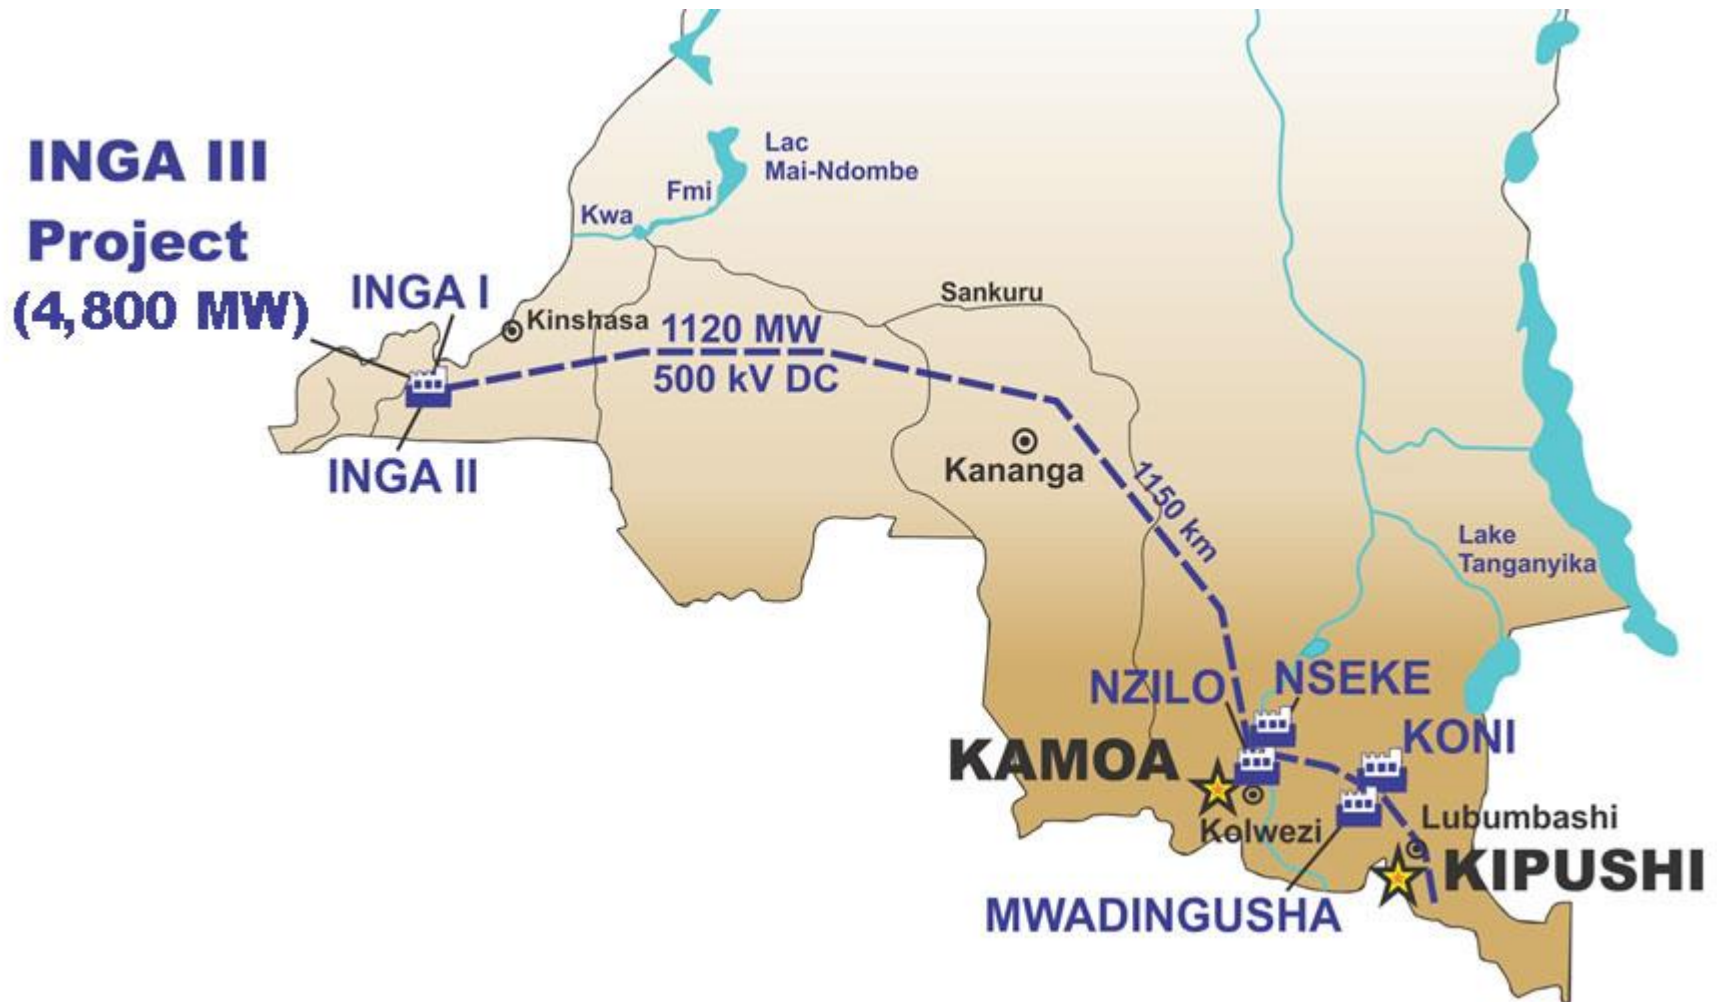 Lac
Mai-Ndombe
Fmi
Kwa
INGA III
Project
(4,800 MW)
INGA I
Kinshasa
1120 MW
500 kV DC
Sankuru
INGA II
Kananga
1150 km
Lake
Tanganyika
NZILO
NSEKE
KONI
KAMOA
Kolwezi
Lubumbashi
KIPUSHI
MWADINGUSHA